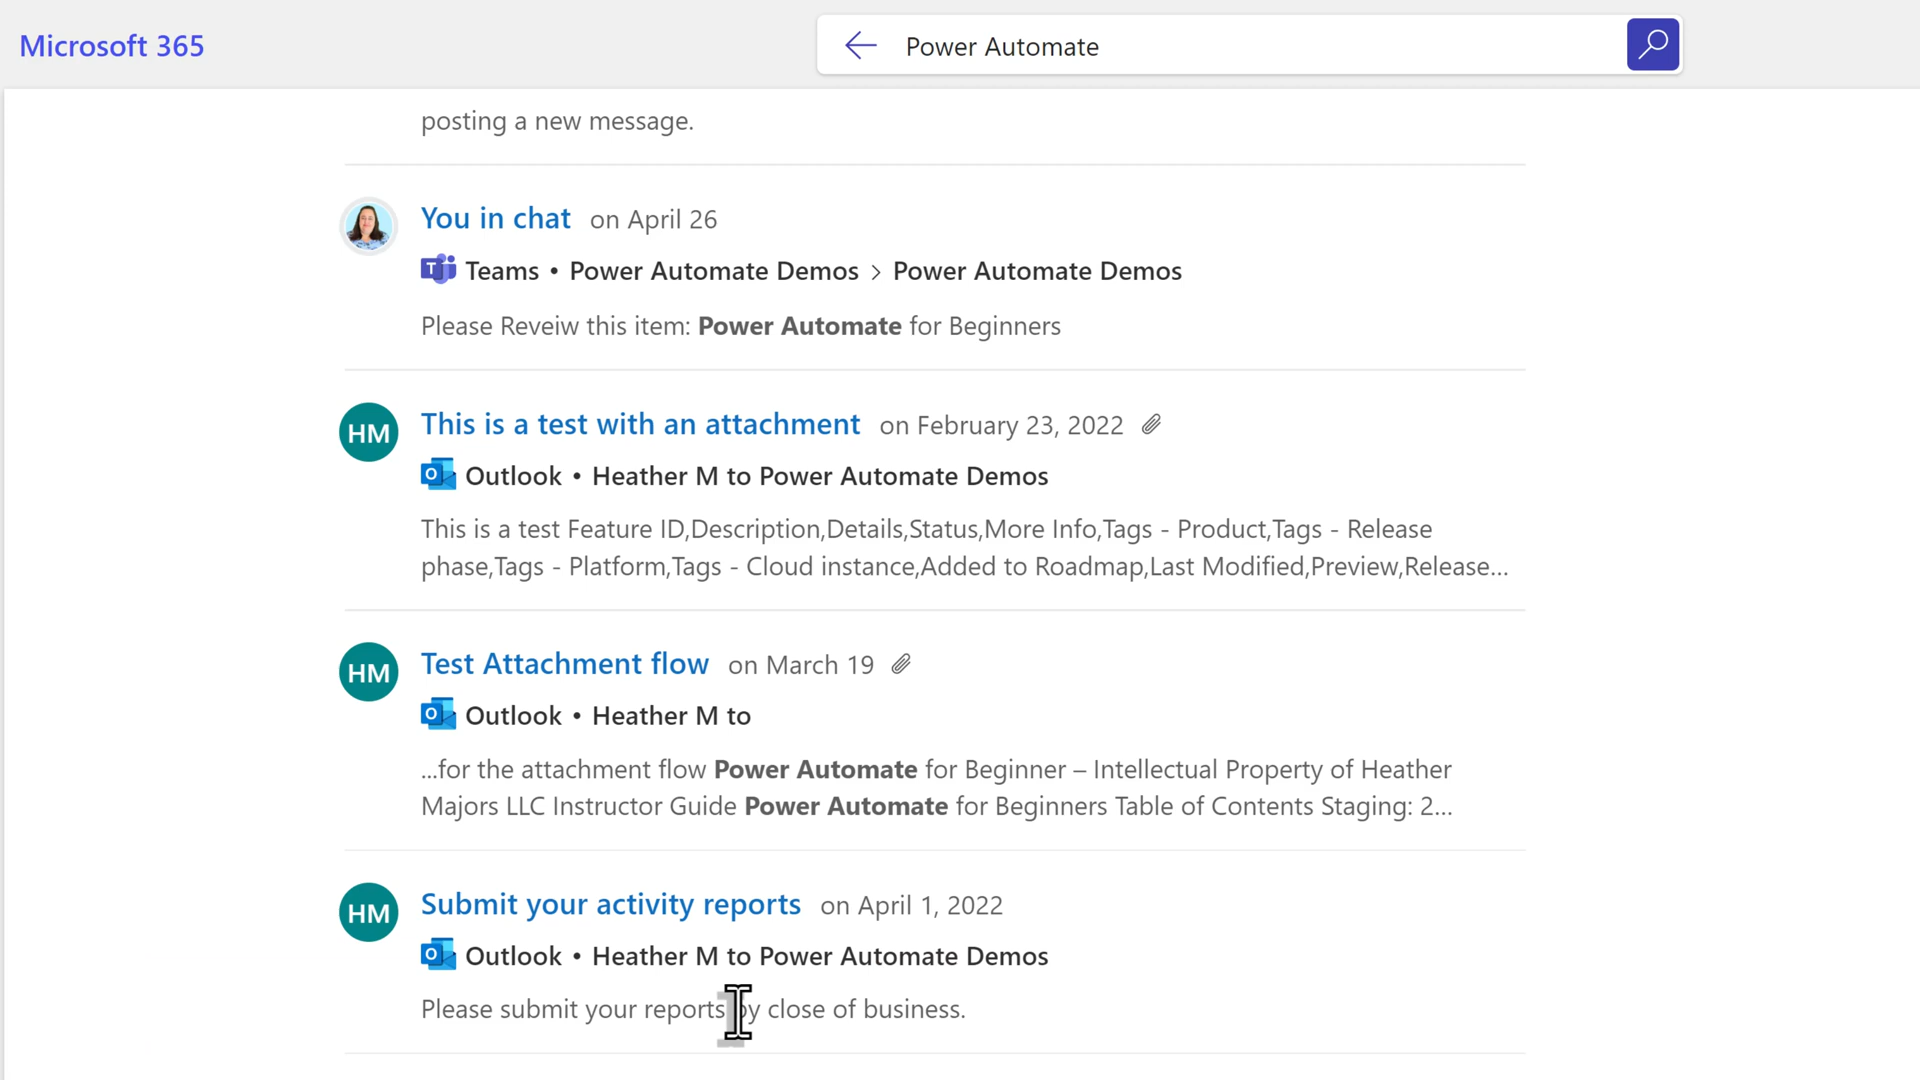 Microsoft 365
Power Automate
posting a new message.
You in chat on April 26
Teams • Power Automate Demos > Power Automate Demos
Please Reveiw this item: Power Automate for Beginners
HM
This is a test with an attachment on February 23, 2022
Outlook • Heather M to Power Automate Demos
This is a test Feature ID,Description,Details,Status,More Info,Tags - Product,Tags - Release
phase,Tags - Platform,Tags - Cloud instance,Added to Roadmap,Last Modified,Preview,Release...
HM
Test Attachment flow on March 19
Outlook • Heather M to
...for the attachment flow Power Automate for Beginner – Intellectual Property of Heather
Majors LLC Instructor Guide Power Automate for Beginners Table of Contents Staging: 2...
HM
Submit your activity reports on April 1, 2022
Outlook • Heather M to Power Automate Demos
Please submit your reports by close of business.